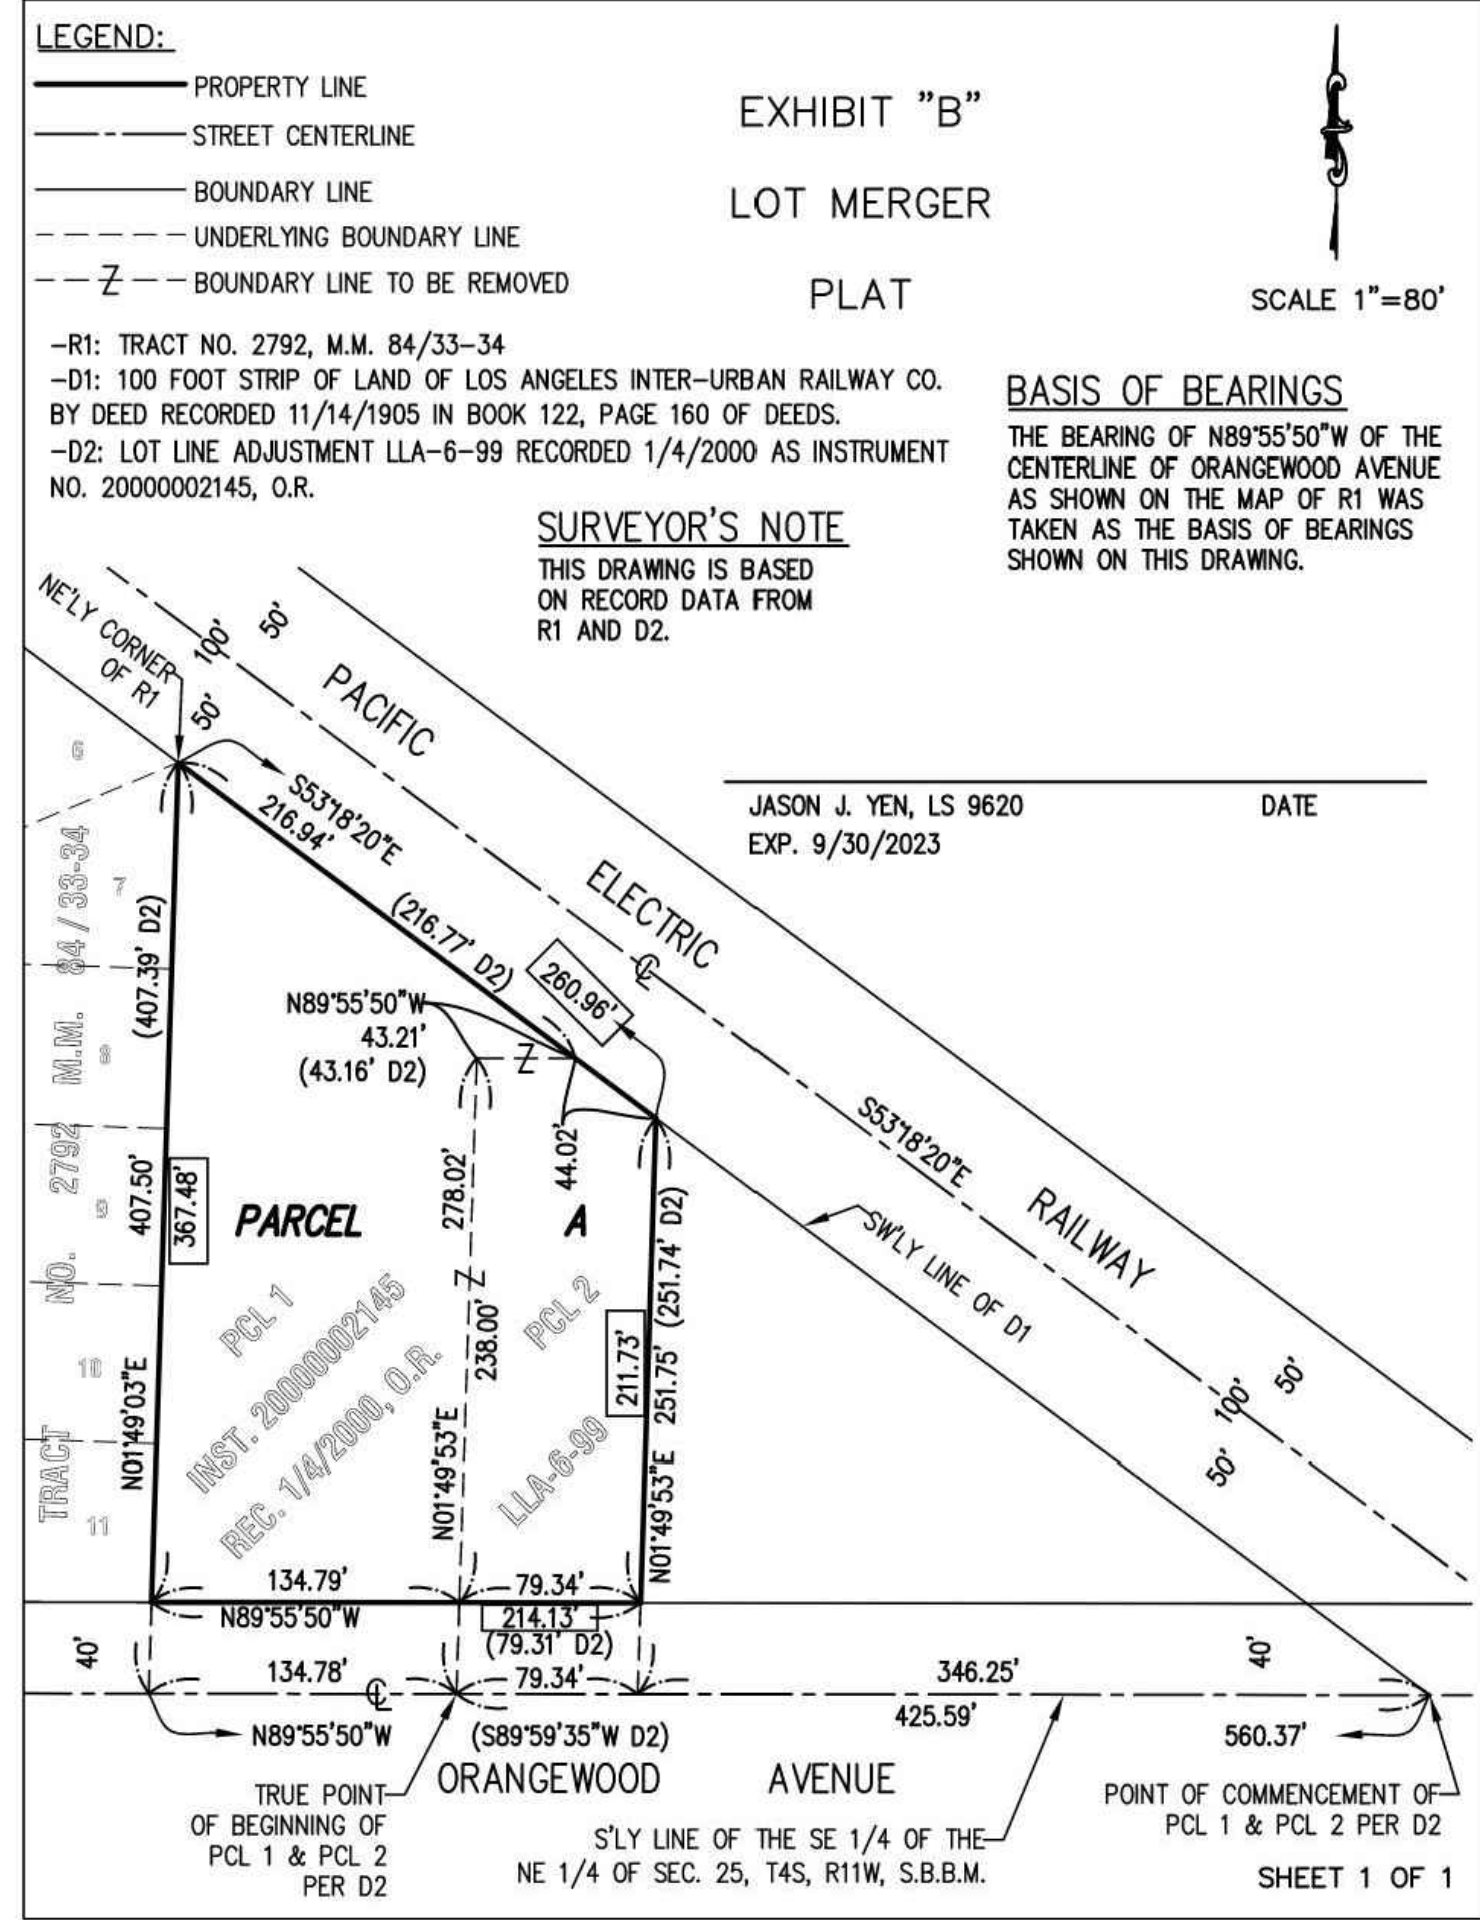 LEGEND:
PROPERTY LINE
STREET CENTERLINE
BOUNDARY LINE
UNDERLYING BOUNDARY LINE
Z BOUNDARY LINE TO BE REMOVED
EXHIBIT "B"
LOT MERGER
PLAT
SCALE 1"=80'
-R1: TRACT NO. 2792, M.M. 84/33-34
-D1: 100 FOOT STRIP OF LAND OF LOS ANGELES INTER-URBAN RAILWAY CO.
BY DEED RECORDED 11/14/1905 IN BOOK 122, PAGE 160 OF DEEDS.
-D2: LOT LINE ADJUSTMENT LLA-6-99 RECORDED 1/4/2000 AS INSTRUMENT
NO. 20000002145, O.R.
BASIS OF BEARINGS
THE BEARING OF N89°55'50"W OF THE
CENTERLINE OF ORANGEWOOD AVENUE
AS SHOWN ON THE MAP OF R1 WAS
TAKEN AS THE BASIS OF BEARINGS
SHOWN ON THIS DRAWING.
SURVEYOR'S NOTE
THIS DRAWING IS BASED
ON RECORD DATA FROM
R1 AND D2.
JASON J. YEN, LS 9620
DATE
EXP. 9/30/2023
NE'LY CORNER
OF R1
50'
100'
50'
PACIFIC
ELECTRIC
RAILWAY
℄
S53°18'20"E
216.94'
(216.77' D2)
260.96'
S53°18'20"E
SW'LY LINE OF D1
50'
100'
50'
6
7
8
9
10
11
TRACT NO. 2792 M.M. 84/33-34
(407.39' D2)
407.50'
367.48'
N01°49'03"E
N89°55'50"W
43.21'
(43.16' D2)
Z
44.02'
278.02'
Z
238.00'
N01°49'53"E
PARCEL A
PCL 1
INST. 20000002145
REC. 1/4/2000, O.R.
PCL 2
LLA-6-99
(251.74' D2)
211.73'
251.75'
N01°49'53"E
134.79'
79.34'
N89°55'50"W
214.13'
(79.31' D2)
40'
134.78'
79.34'
346.25'
40'
℄
425.59'
560.37'
N89°55'50"W
(S89°59'35"W D2)
ORANGEWOOD AVENUE
TRUE POINT
OF BEGINNING OF
PCL 1 & PCL 2
PER D2
S'LY LINE OF THE SE 1/4 OF THE
NE 1/4 OF SEC. 25, T4S, R11W, S.B.B.M.
POINT OF COMMENCEMENT OF
PCL 1 & PCL 2 PER D2
SHEET 1 OF 1